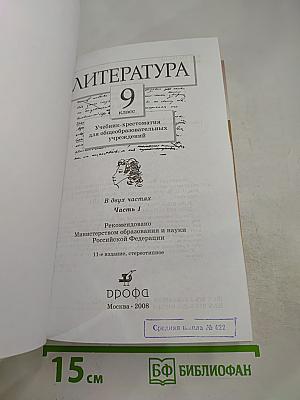 ЛИТЕРАТУРА
9
класс
Учебник-хрестоматия
для общеобразовательных
учреждений
В двух частях
Часть 1
Рекомендовано
Министерством образования и науки
Российской Федерации
11-е издание, стереотипное
дрофа
Москва · 2008
Средняя школа № 422
15 см
БФ БИБЛИОФАН